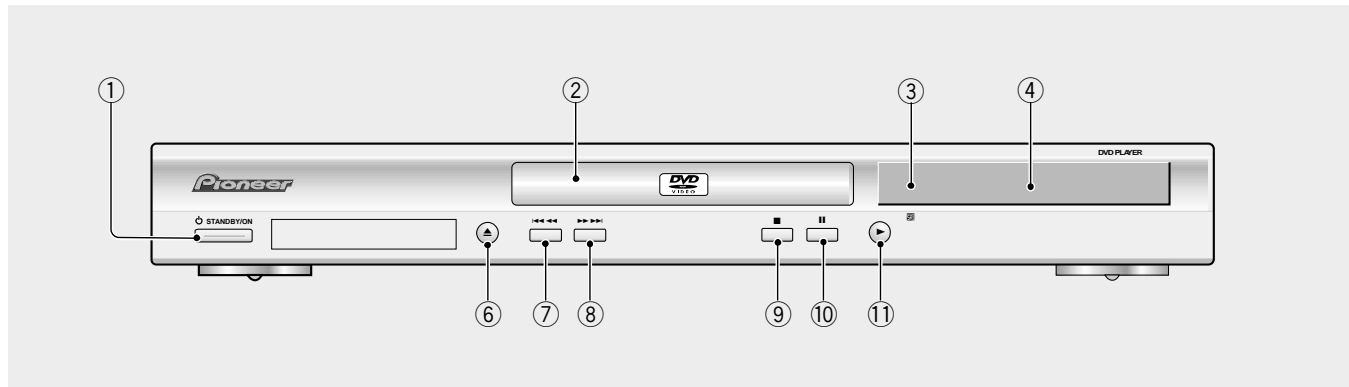 ① ② ③ ④
DVD PLAYER
Pioneer
DVD
VIDEO
STANDBY/ON
⑥ ⑦ ⑧ ⑨ ⑩ ⑪